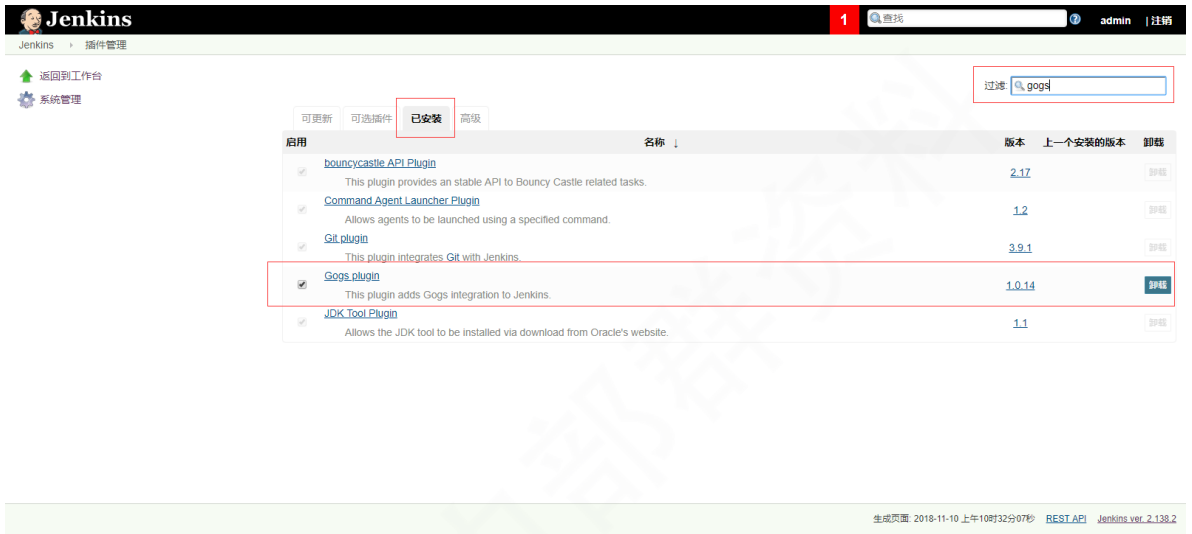 Jenkins
1
查找
admin
|注销
Jenkins
插件管理
返回到工作台
系统管理
过滤:
gogs
可更新
可选插件
已安装
高级
启用
名称 ↓
版本
上一个安装的版本
卸载
bouncycastle API Plugin
This plugin provides an stable API to Bouncy Castle related tasks.
2.17
卸载
Command Agent Launcher Plugin
Allows agents to be launched using a specified command.
1.2
卸载
Git plugin
This plugin integrates Git with Jenkins.
3.9.1
卸载
Gogs plugin
This plugin adds Gogs integration to Jenkins.
1.0.14
卸载
JDK Tool Plugin
Allows the JDK tool to be installed via download from Oracle's website.
1.1
卸载
生成页面: 2018-11-10 上午10时32分07秒
REST API
Jenkins ver. 2.138.2